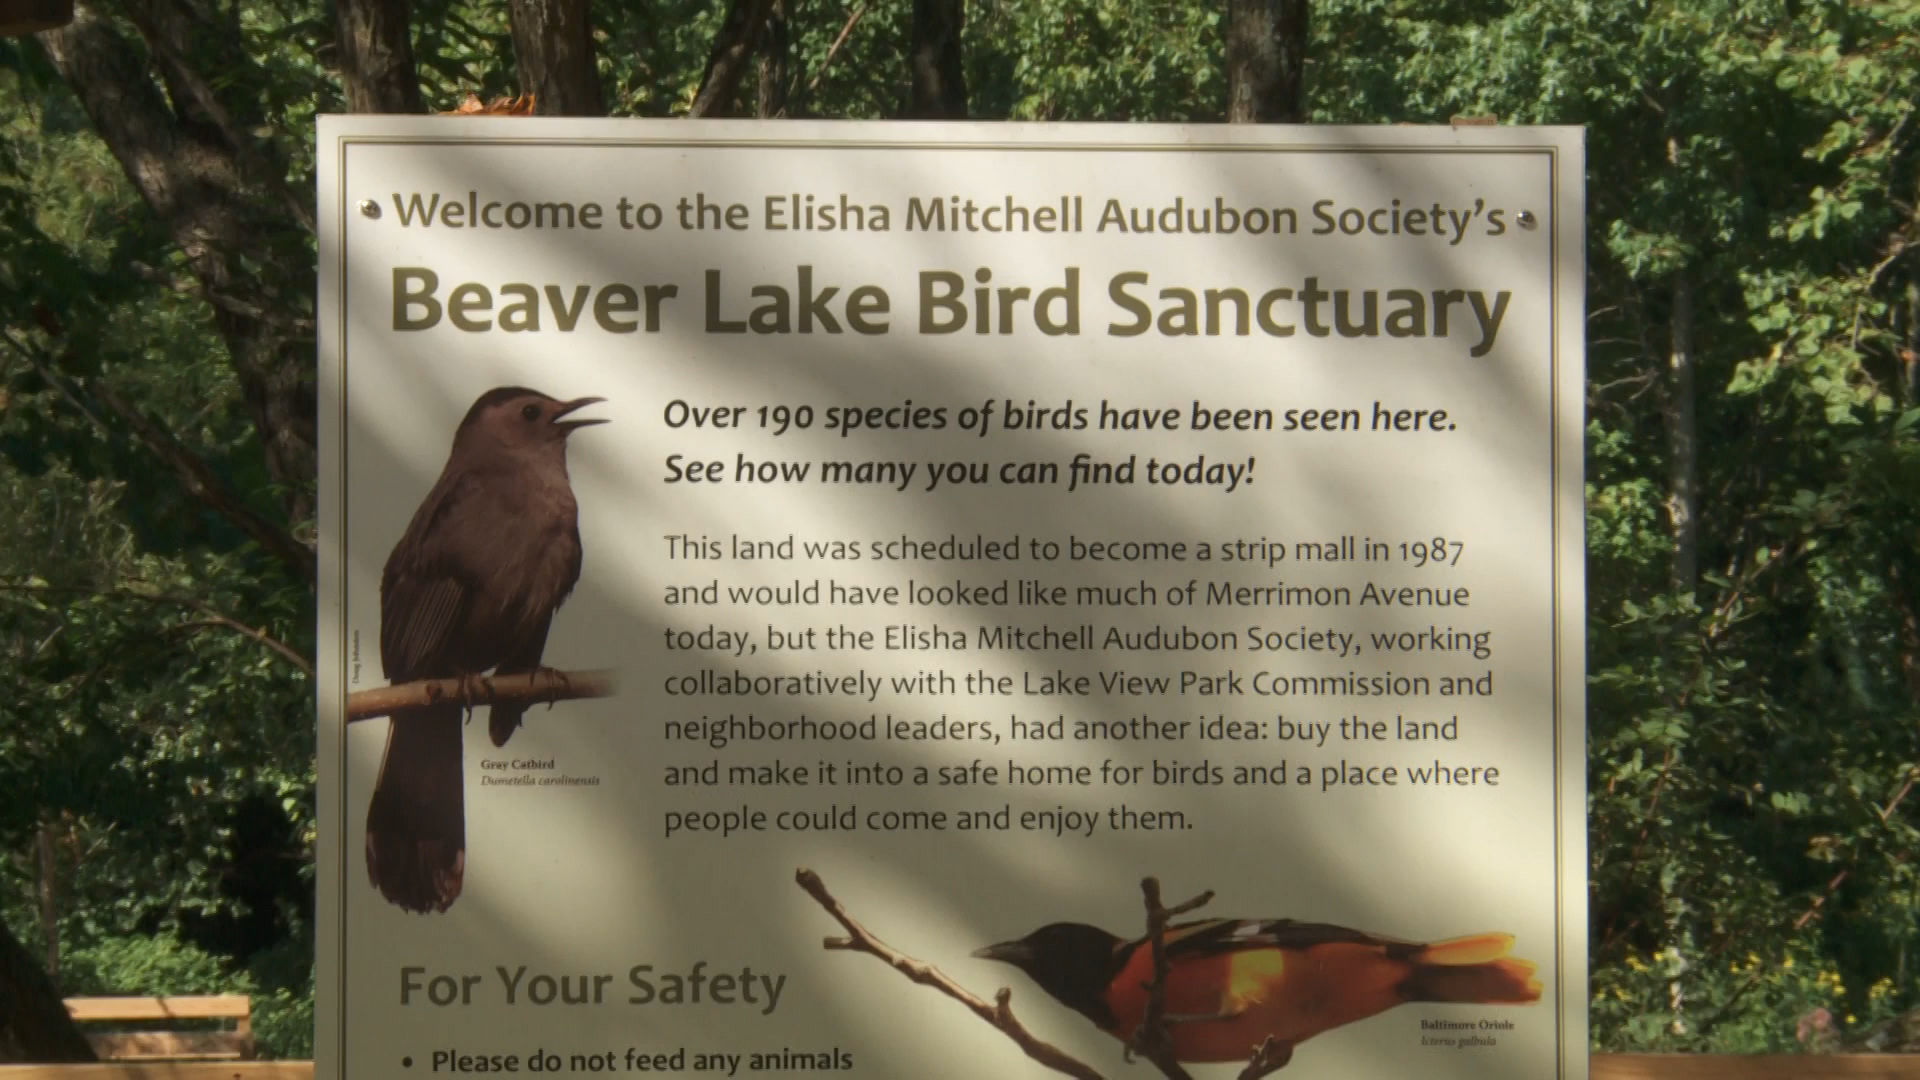 Welcome to the Elisha Mitchell Audubon Society's
Beaver Lake Bird Sanctuary
Over 190 species of birds have been seen here.
See how many you can find today!
This land was scheduled to become a strip mall in 1987
and would have looked like much of Merrimon Avenue
today, but the Elisha Mitchell Audubon Society, working
collaboratively with the Lake View Park Commission and
neighborhood leaders, had another idea: buy the land
and make it into a safe home for birds and a place where
people could come and enjoy them.
Gray Catbird
Dumetella carolinensis
For Your Safety
• Please do not feed any animals
Baltimore Oriole
Icterus galbula